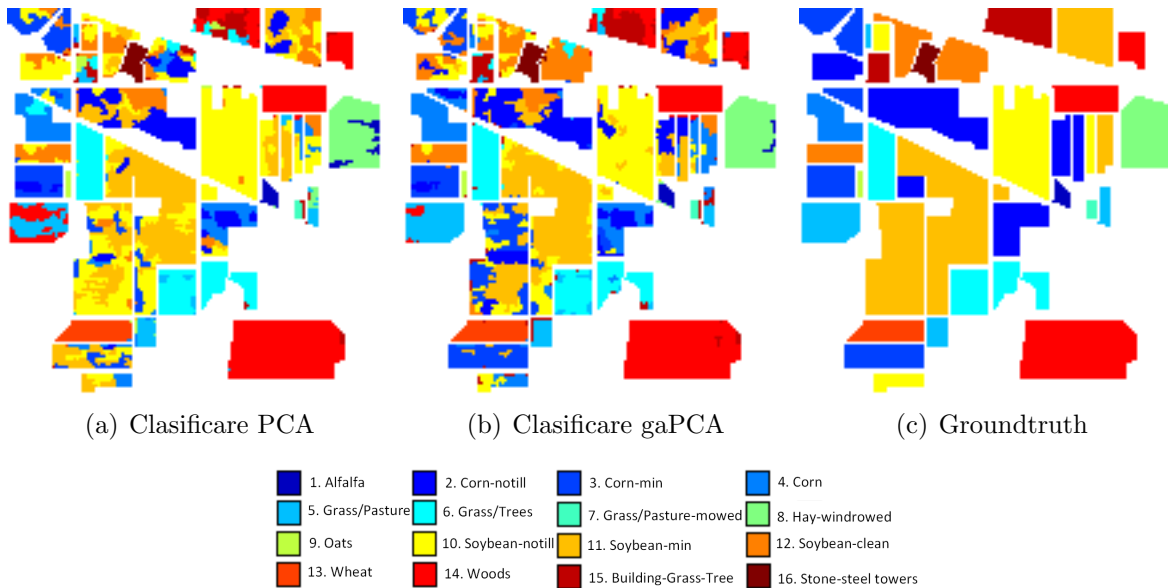 (a) Clasificare PCA
(b) Clasificare gaPCA
(c) Groundtruth
1. Alfalfa
2. Corn-notill
3. Corn-min
4. Corn
5. Grass/Pasture
6. Grass/Trees
7. Grass/Pasture-mowed
8. Hay-windrowed
9. Oats
10. Soybean-notill
11. Soybean-min
12. Soybean-clean
13. Wheat
14. Woods
15. Building-Grass-Tree
16. Stone-steel towers